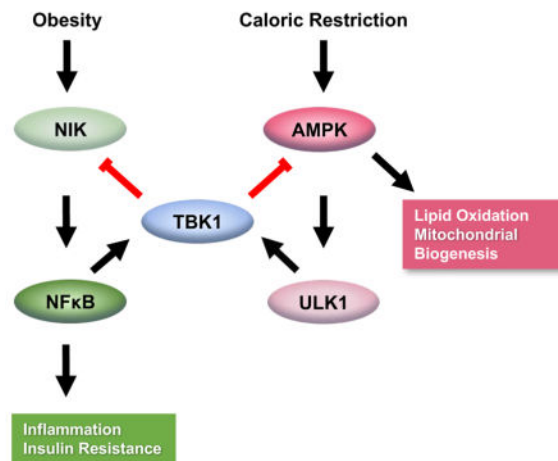 Obesity
Caloric Restriction
NIK
AMPK
TBK1
Lipid Oxidation
Mitochondrial
Biogenesis
NFκB
ULK1
Inflammation
Insulin Resistance